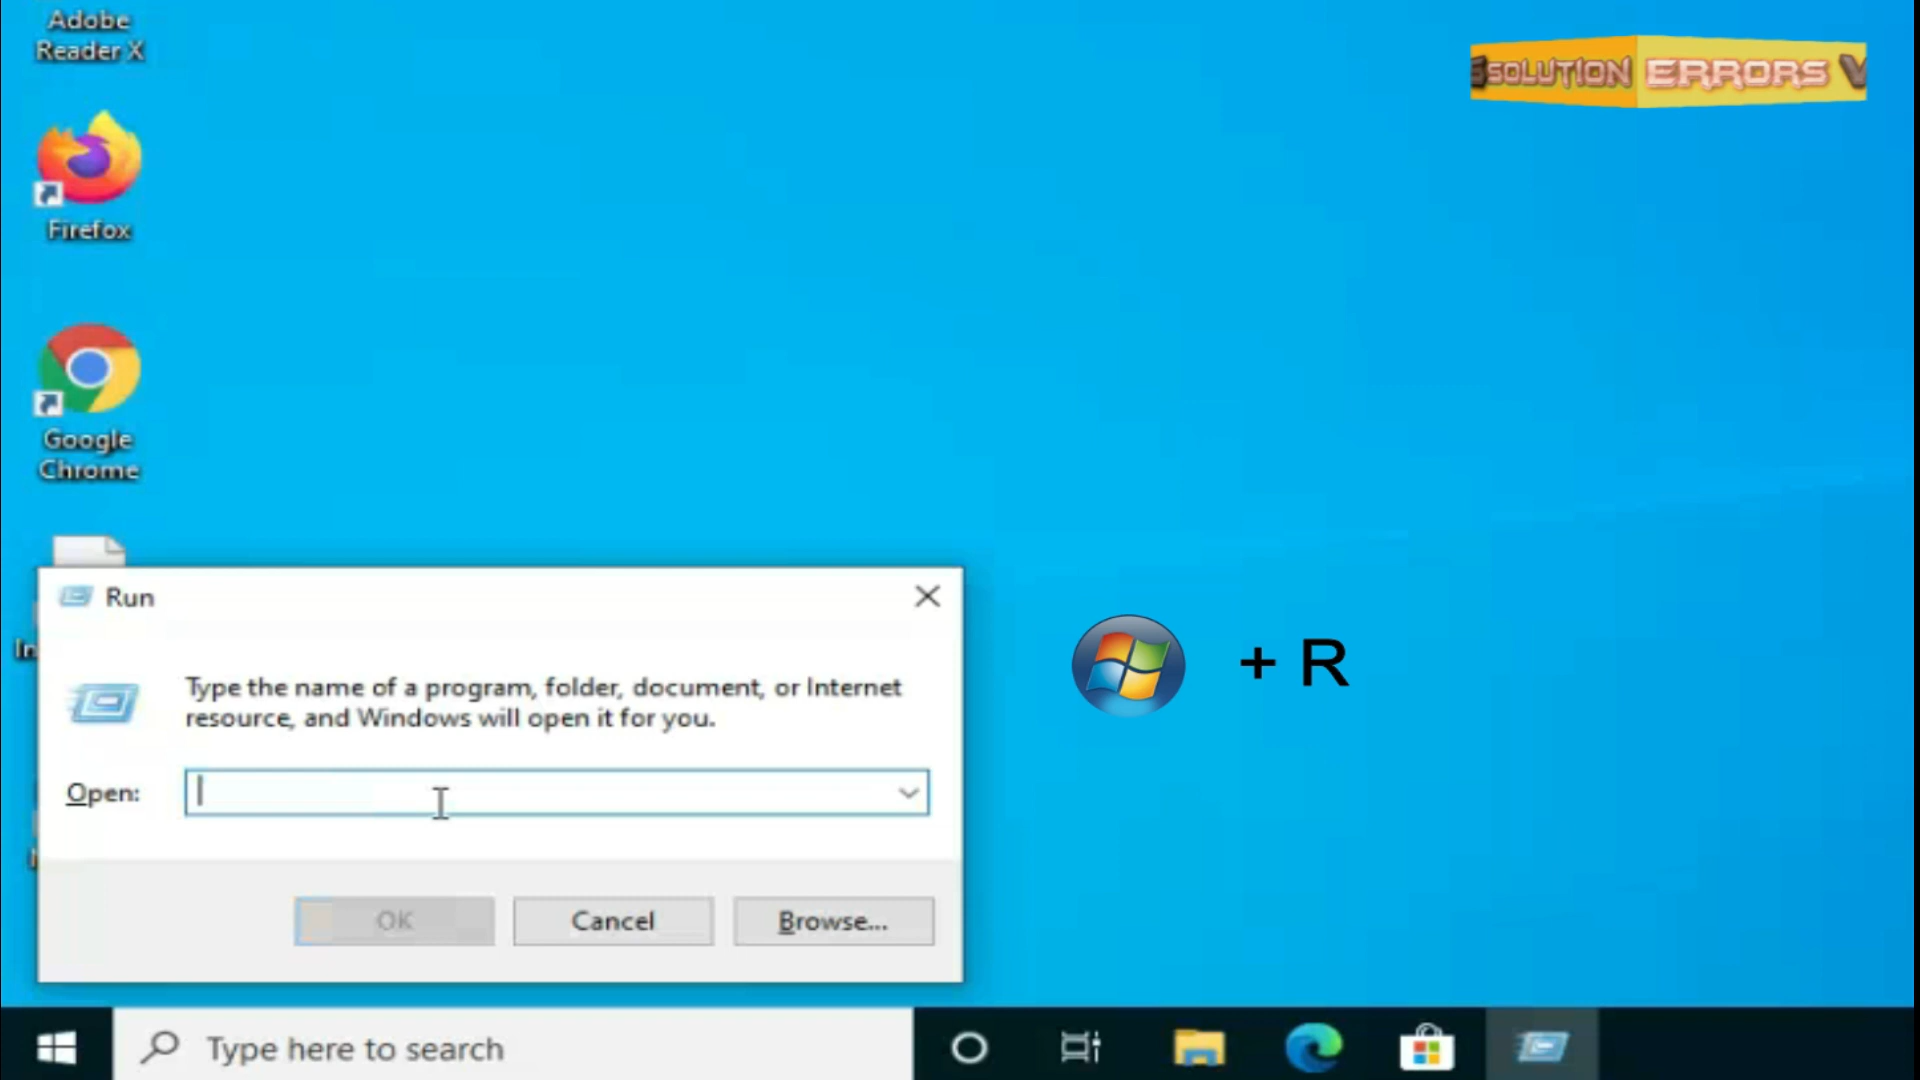 Adobe
Reader X
SOLUTION ERRORS
Firefox
Google
Chrome
Run
Type the name of a program, folder, document, or Internet
resource, and Windows will open it for you.
Open:
OK
Cancel
Browse...
+ R
Type here to search